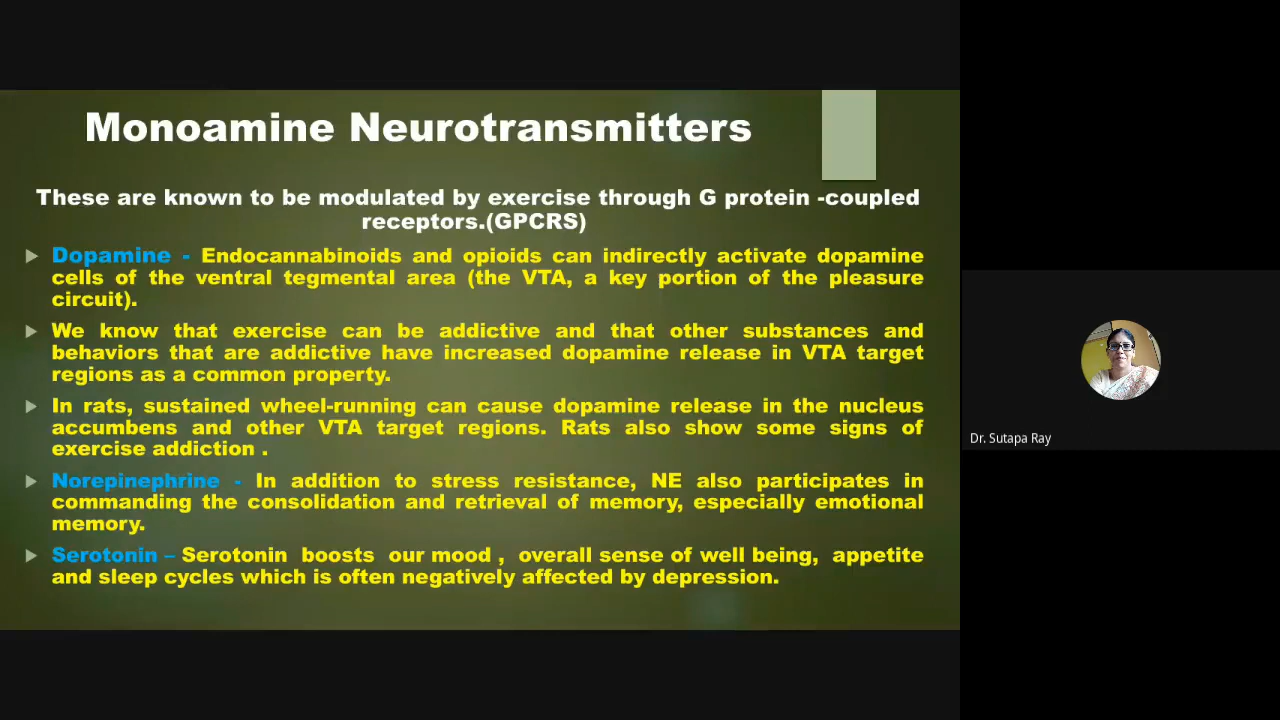 Monoamine Neurotransmitters
These are known to be modulated by exercise through G protein -coupled
receptors.(GPCRS)
Dopamine - Endocannabinoids and opioids can indirectly activate dopamine
cells of the ventral tegmental area (the VTA, a key portion of the pleasure
circuit).
We know that exercise can be addictive and that other substances and
behaviors that are addictive have increased dopamine release in VTA target
regions as a common property.
In rats, sustained wheel-running can cause dopamine release in the nucleus
accumbens and other VTA target regions. Rats also show some signs of
exercise addiction .
Norepinephrine - In addition to stress resistance, NE also participates in
commanding the consolidation and retrieval of memory, especially emotional
memory.
Serotonin – Serotonin boosts our mood , overall sense of well being, appetite
and sleep cycles which is often negatively affected by depression.
Dr. Sutapa Ray